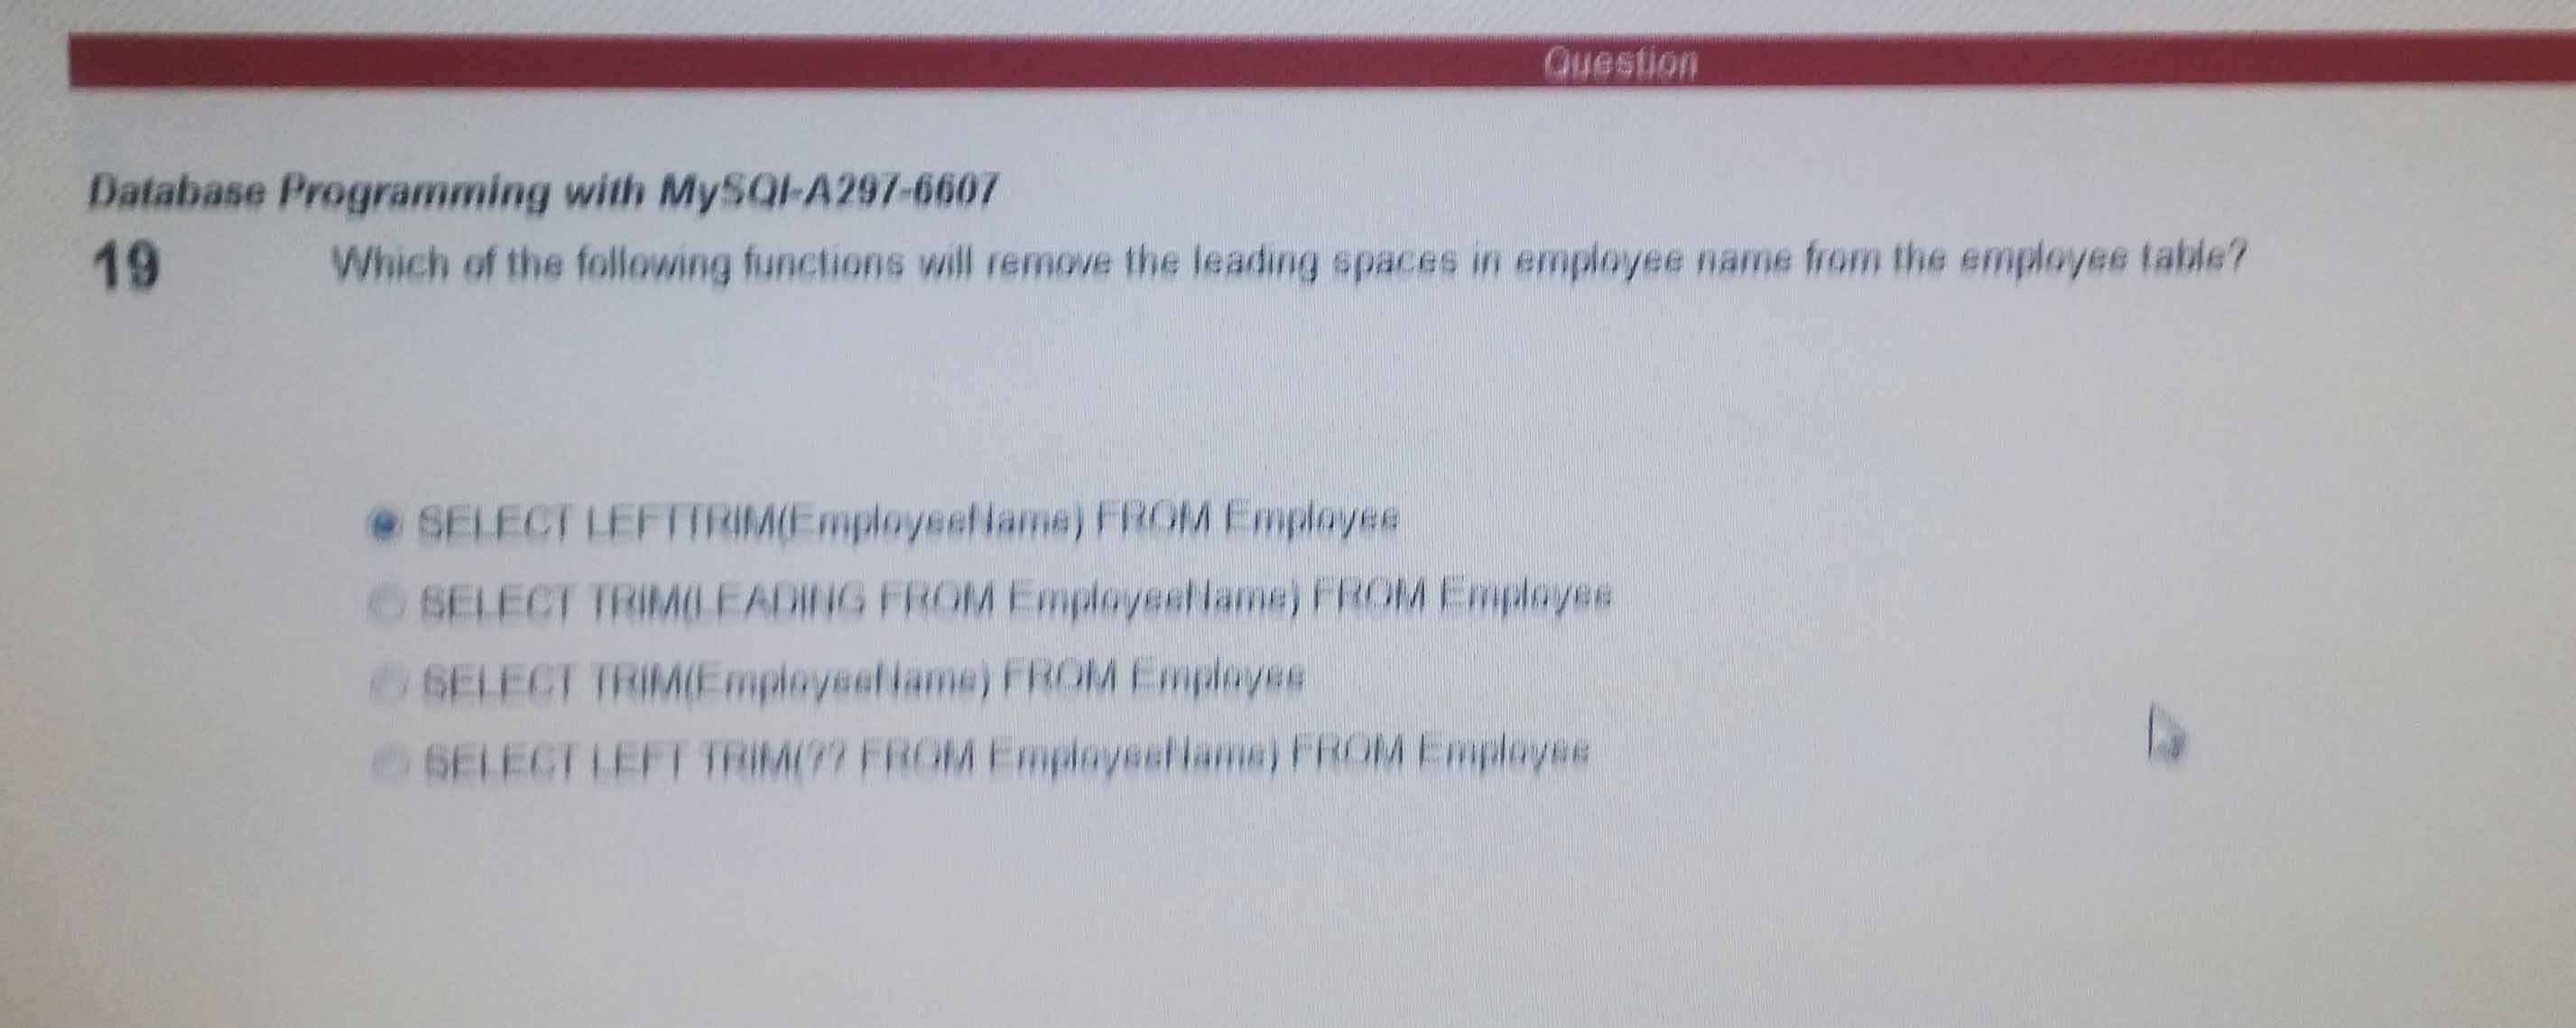 Question
Database Programming with MySQl-A297-6607
19 Which of the following functions will remove the leading spaces in employee name from the employee table?
SELECT LEFTTRIM(EmployeeName) FROM Employee
SELECT TRIM(LEADING FROM EmployeeName) FROM Employee
SELECT TRIM(EmployeeName) FROM Employee
SELECT LEFT TRIM(?? FROM EmployeeName) FROM Employee